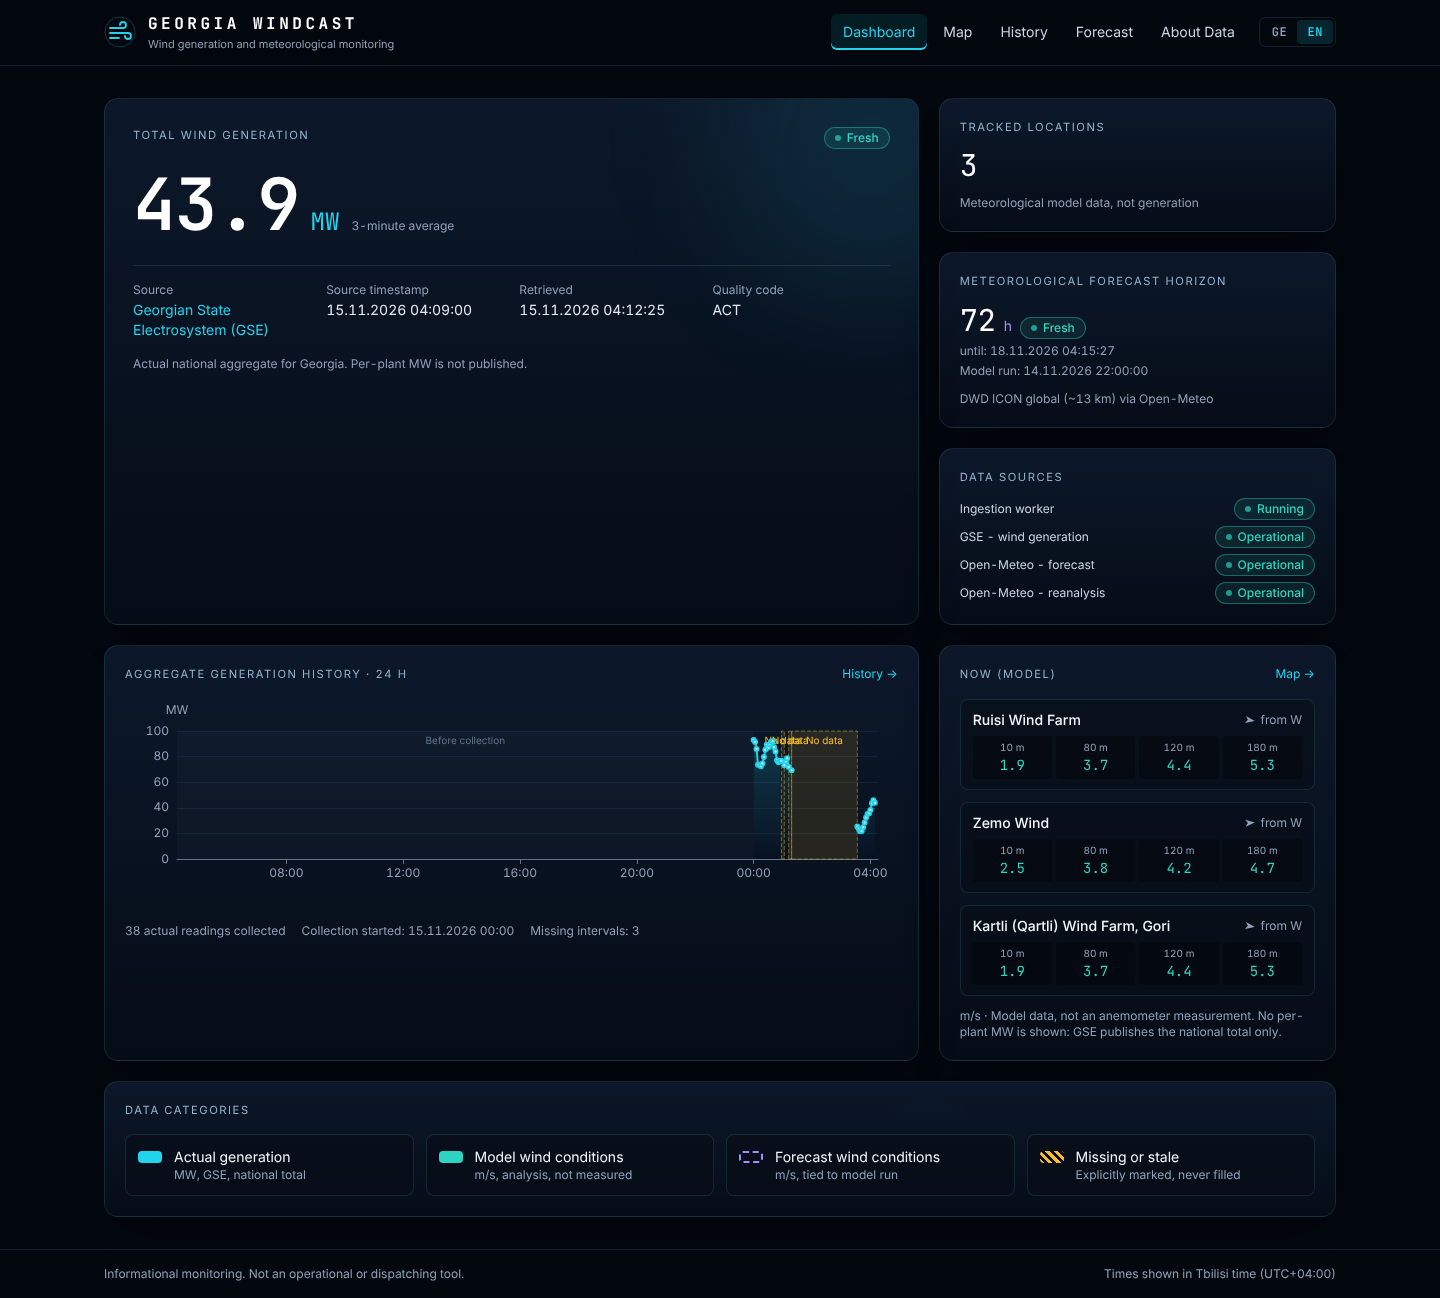 GEORGIA WINDCAST
Wind generation and meteorological monitoring
Dashboard
Map
History
Forecast
About Data
GE
EN
TOTAL WIND GENERATION
Fresh
43.9 MW 3-minute average
Source
Georgian State
Electrosystem (GSE)
Source timestamp
15.11.2026 04:09:00
Retrieved
15.11.2026 04:12:25
Quality code
ACT
Actual national aggregate for Georgia. Per-plant MW is not published.
TRACKED LOCATIONS
3
Meteorological model data, not generation
METEOROLOGICAL FORECAST HORIZON
72 h Fresh
until: 18.11.2026 04:15:27
Model run: 14.11.2026 22:00:00
DWD ICON global (~13 km) via Open-Meteo
DATA SOURCES
Ingestion worker Running
GSE - wind generation Operational
Open-Meteo - forecast Operational
Open-Meteo - reanalysis Operational
AGGREGATE GENERATION HISTORY · 24 H
History →
MW
100
80
60
40
20
0
Before collection
No data
08:00
12:00
16:00
20:00
00:00
04:00
38 actual readings collected
Collection started: 15.11.2026 00:00
Missing intervals: 3
NOW (MODEL)
Map →
Ruisi Wind Farm
➤ from W
10 m 80 m 120 m 180 m
1.9 3.7 4.4 5.3
Zemo Wind
➤ from W
10 m 80 m 120 m 180 m
2.5 3.8 4.2 4.7
Kartli (Qartli) Wind Farm, Gori
➤ from W
10 m 80 m 120 m 180 m
1.9 3.7 4.4 5.3
m/s · Model data, not an anemometer measurement. No per-
plant MW is shown: GSE publishes the national total only.
DATA CATEGORIES
Actual generation
MW, GSE, national total
Model wind conditions
m/s, analysis, not measured
Forecast wind conditions
m/s, tied to model run
Missing or stale
Explicitly marked, never filled
Informational monitoring. Not an operational or dispatching tool.
Times shown in Tbilisi time (UTC+04:00)